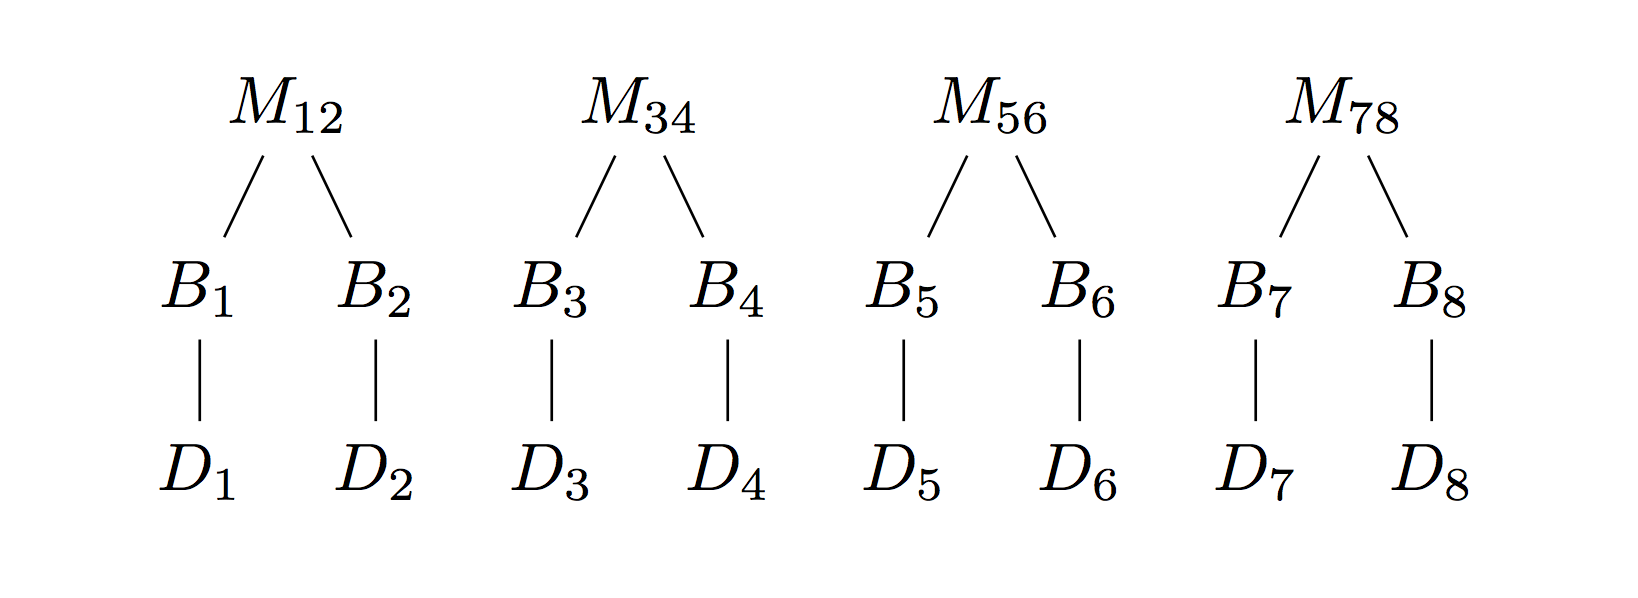 M₁₂ M₃₄ M₅₆ M₇₈
B₁ B₂ B₃ B₄ B₅ B₆ B₇ B₈
D₁ D₂ D₃ D₄ D₅ D₆ D₇ D₈